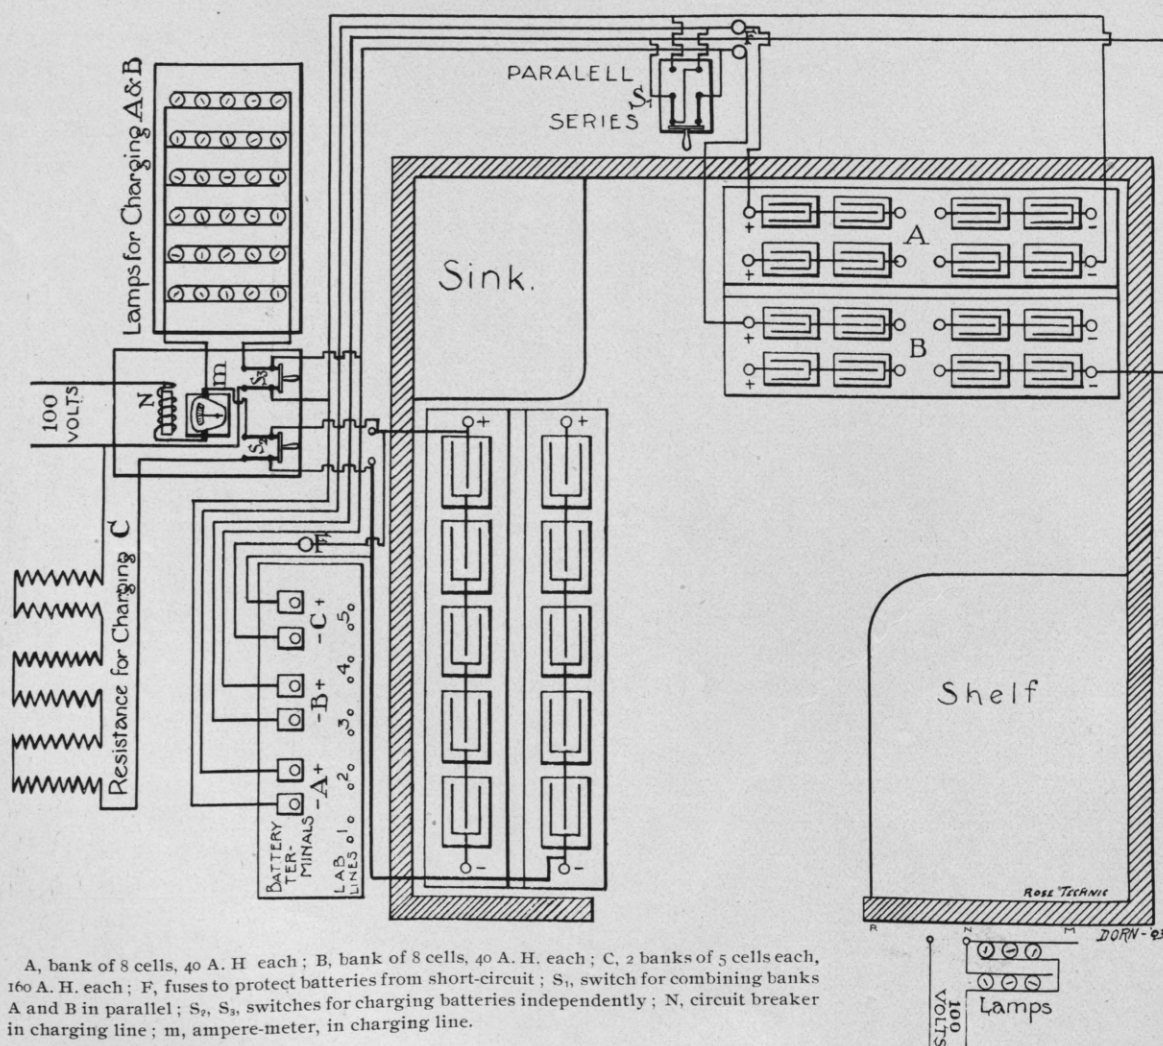 PARALELL
S₁
SERIES
F
Lamps for Charging A&B
A
+
-
+
-
B
+
-
+
-
Sink.
100
VOLTS
N
m
S₃
S₂
+
+
-
-
F
Resistance for Charging C
-C+
-B+
-A+
BATTERY
TER-
MINALS
5
4
3
2
1
LAB
LINES
Shelf
ROSE TECHNIC
R
N
M
DORN-'93
100
VOLTS
Lamps
A, bank of 8 cells, 40 A. H each ; B, bank of 8 cells, 40 A. H. each ; C, 2 banks of 5 cells each,
160 A. H. each ; F, fuses to protect batteries from short-circuit ; S₁, switch for combining banks
A and B in parallel ; S₂, S₃, switches for charging batteries independently ; N, circuit breaker
in charging line ; m, ampere-meter, in charging line.